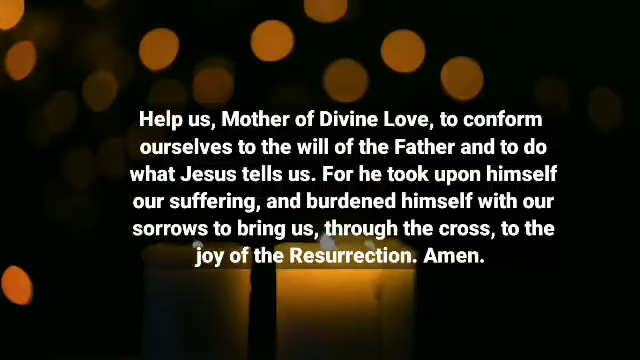 Help us, Mother of Divine Love, to conform
ourselves to the will of the Father and to do
what Jesus tells us. For he took upon himself
our suffering, and burdened himself with our
sorrows to bring us, through the cross, to the
joy of the Resurrection. Amen.